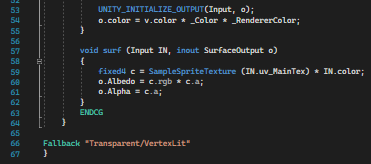 53 UNITY_INITIALIZE_OUTPUT(Input, o);
54 o.color = v.color * _Color * _RendererColor;
55 }
56
57 void surf (Input IN, inout SurfaceOutput o)
58 {
59 fixed4 c = SampleSpriteTexture (IN.uv_MainTex) * IN.color;
60 o.Albedo = c.rgb * c.a;
61 o.Alpha = c.a;
62 }
63 ENDCG
64 }
65
66 Fallback "Transparent/VertexLit"
67 }